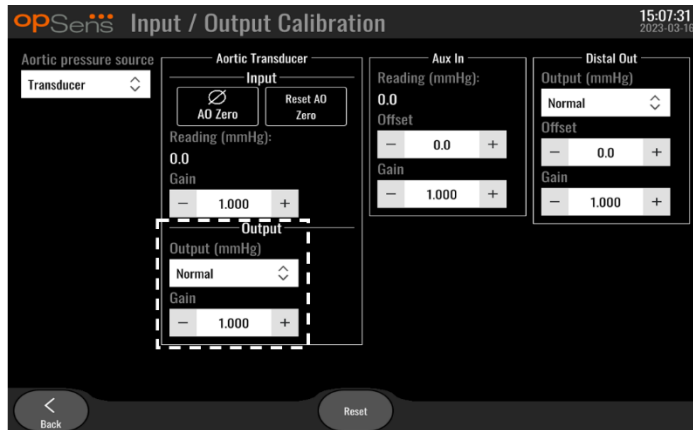 opSens Input / Output Calibration
15:07:31
2023-03-16
Aortic pressure source
Transducer
Aortic Transducer
Input
AO Zero
Reset AO
Zero
Reading (mmHg):
0.0
Gain
− 1.000 +
Output
Output (mmHg)
Normal
Gain
− 1.000 +
Aux In
Reading (mmHg):
0.0
Offset
− 0.0 +
Gain
− 1.000 +
Distal Out
Output (mmHg)
Normal
Offset
− 0.0 +
Gain
− 1.000 +
Back
Reset